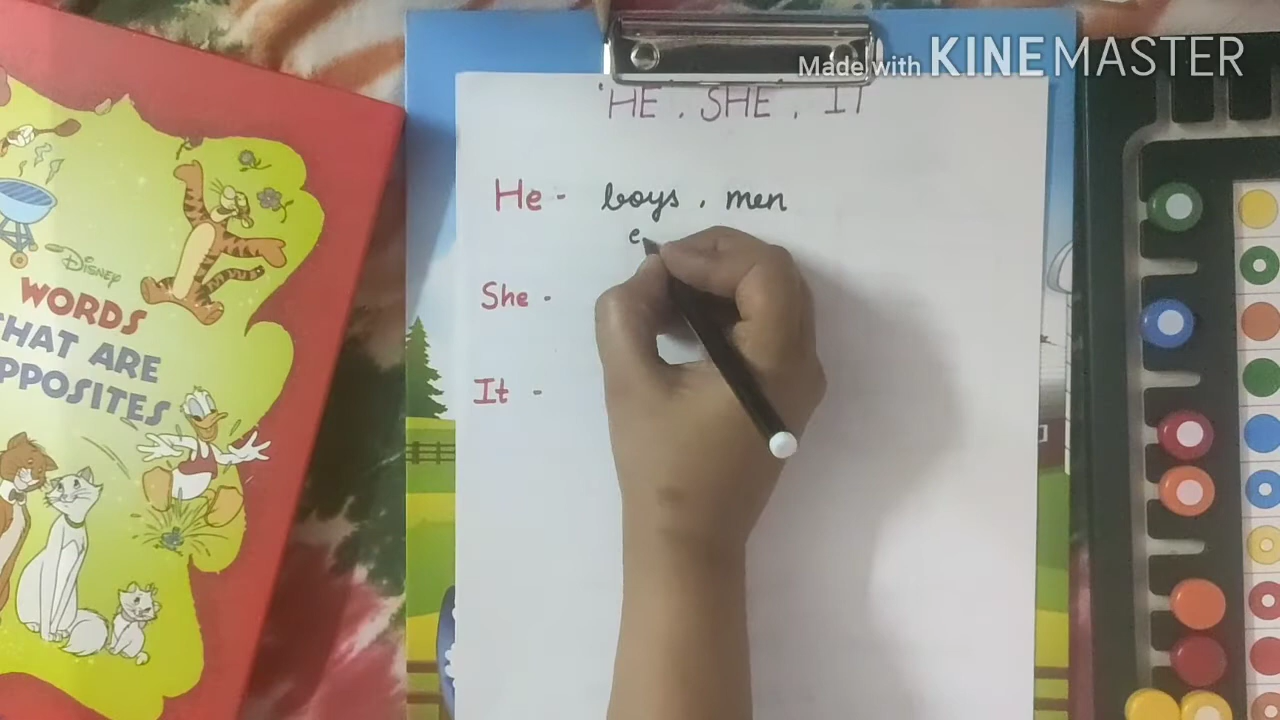 Made with KINEMASTER
'HE . SHE . IT
He - boys . men
e
She -
It -
DISNEY
WORDS
THAT ARE
OPPOSITES